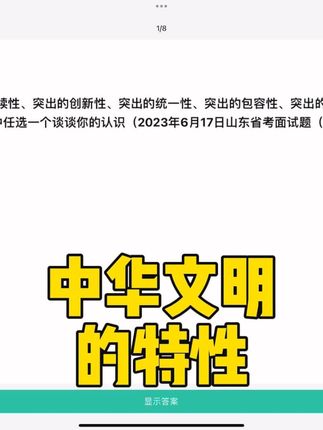 1/8
续性、突出的创新性、突出的统一性、突出的包容性、突出的
中任选一个谈谈你的认识（2023年6月17日山东省考面试题（
中华文明
的特性
显示答案